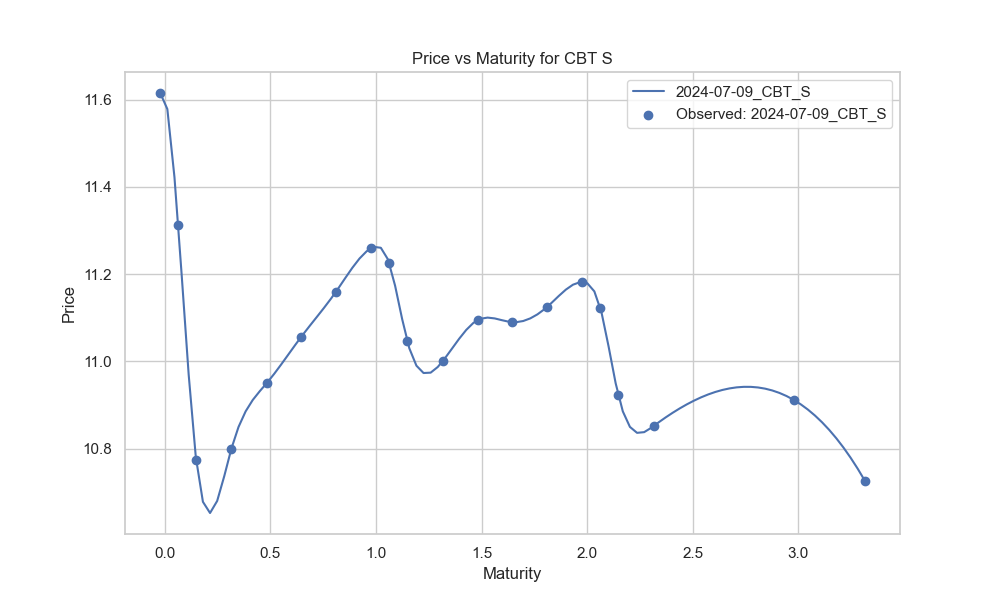 Price vs Maturity for CBT S
2024-07-09_CBT_S
Observed: 2024-07-09_CBT_S
11.6
11.4
11.2
11.0
10.8
Price
0.0 0.5 1.0 1.5 2.0 2.5 3.0
Maturity